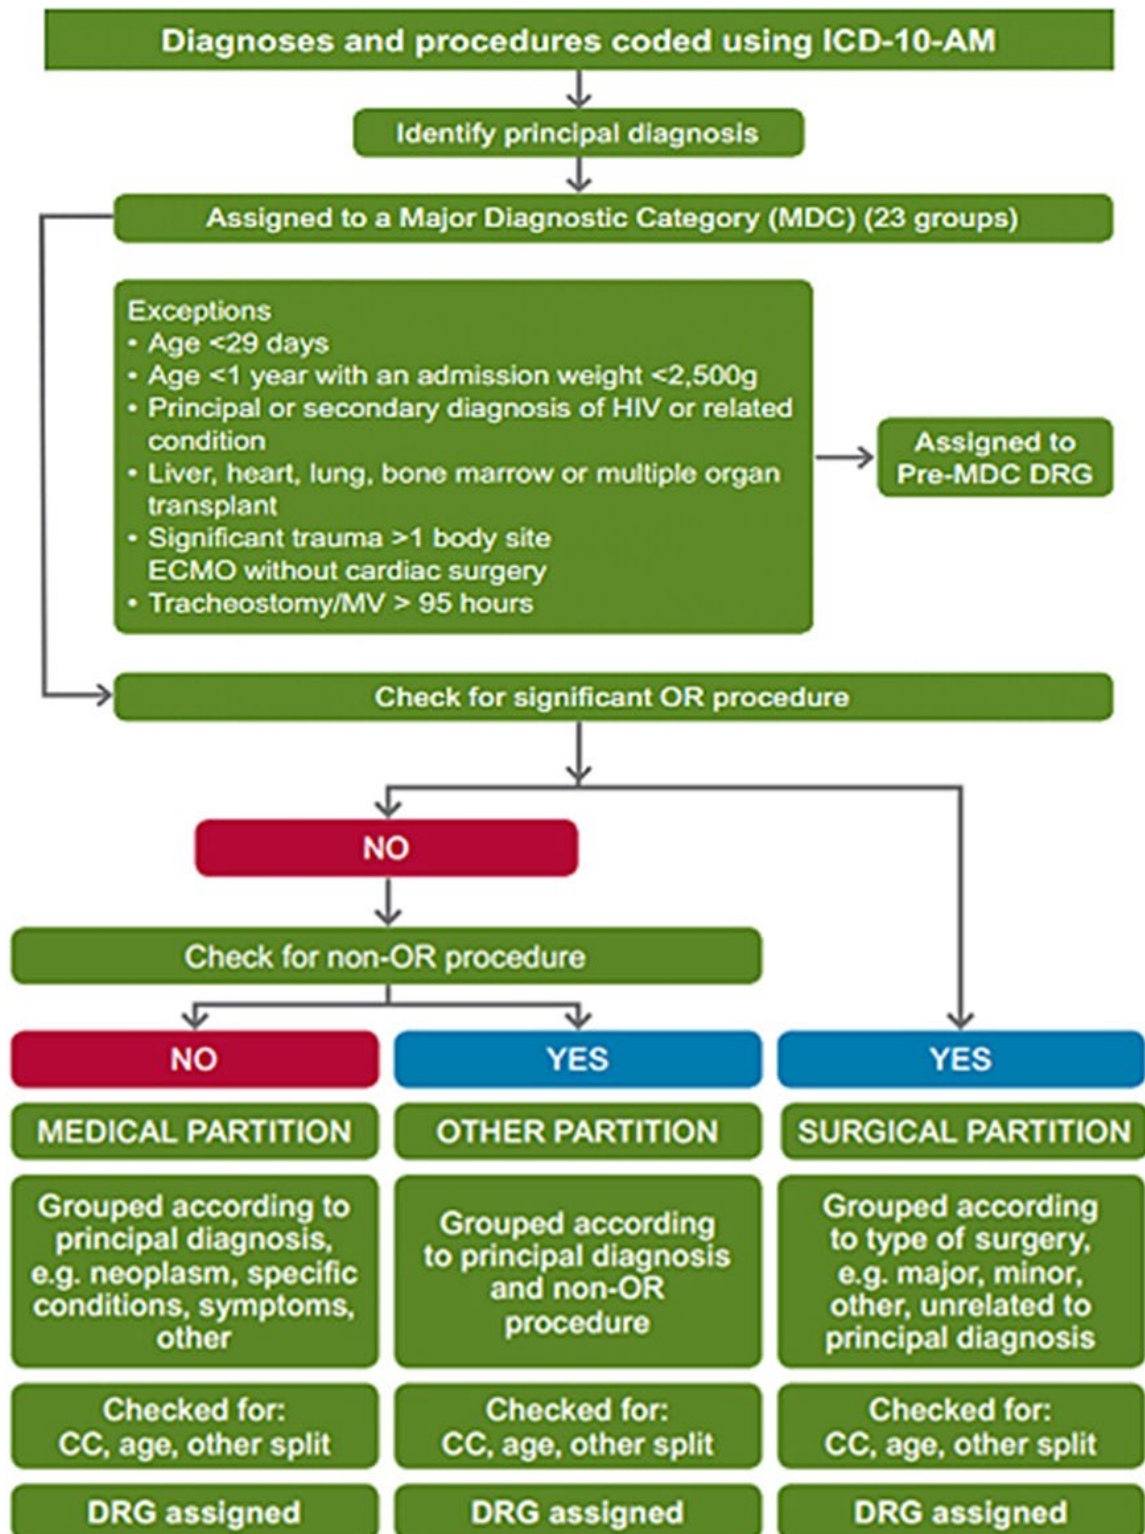 Diagnoses and procedures coded using ICD-10-AM
Identify principal diagnosis
Assigned to a Major Diagnostic Category (MDC) (23 groups)
Exceptions
• Age <29 days
• Age <1 year with an admission weight <2,500g
• Principal or secondary diagnosis of HIV or related
condition
• Liver, heart, lung, bone marrow or multiple organ
transplant
• Significant trauma >1 body site
ECMO without cardiac surgery
• Tracheostomy/MV > 95 hours
Assigned to
Pre-MDC DRG
Check for significant OR procedure
NO
Check for non-OR procedure
NO
MEDICAL PARTITION
Grouped according to
principal diagnosis,
e.g. neoplasm, specific
conditions, symptoms,
other
Checked for:
CC, age, other split
DRG assigned
YES
OTHER PARTITION
Grouped according
to principal diagnosis
and non-OR
procedure
Checked for:
CC, age, other split
DRG assigned
YES
SURGICAL PARTITION
Grouped according
to type of surgery,
e.g. major, minor,
other, unrelated to
principal diagnosis
Checked for:
CC, age, other split
DRG assigned